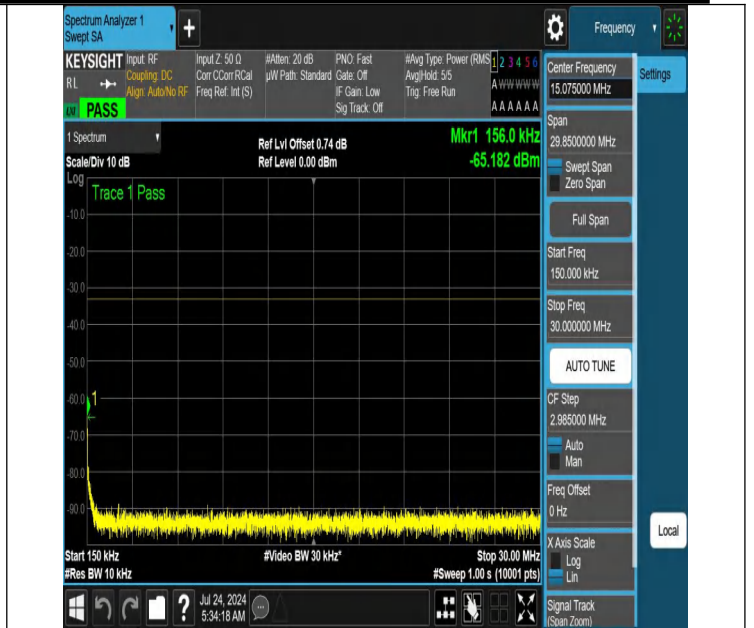 Spectrum Analyzer 1
Swept SA
+
Frequency
KEYSIGHT
RL
PASS
Input: RF
Coupling: DC
Align: Auto/No RF
Input Z: 50 Ω
Corr CCorr RCal
Freq Ref: Int (S)
#Atten: 20 dB
µW Path: Standard
PNO: Fast
Gate: Off
IF Gain: Low
Sig Track: Off
#Avg Type: Power (RMS
Avg|Hold: 5/5
Trig: Free Run
1 2 3 4 5 6
A W W W W W
A A A A A A
Center Frequency
15.075000 MHz
Settings
Span
29.8500000 MHz
Swept Span
Zero Span
Full Span
Start Freq
150.000 kHz
Stop Freq
30.000000 MHz
AUTO TUNE
CF Step
2.985000 MHz
Auto
Man
Freq Offset
0 Hz
X Axis Scale
Log
Lin
Local
Signal Track
(Span Zoom)
1 Spectrum
Scale/Div 10 dB
Ref Lvl Offset 0.74 dB
Ref Level 0.00 dBm
Mkr1 156.0 kHz
-65.182 dBm
Log
Trace 1 Pass
-10.0
-20.0
-30.0
-40.0
-50.0
-60.0
1
-70.0
-80.0
-90.0
Start 150 kHz
#Video BW 30 kHz*
Stop 30.00 MHz
#Res BW 10 kHz
#Sweep 1.00 s (10001 pts)
?
Jul 24, 2024
5:34:18 AM